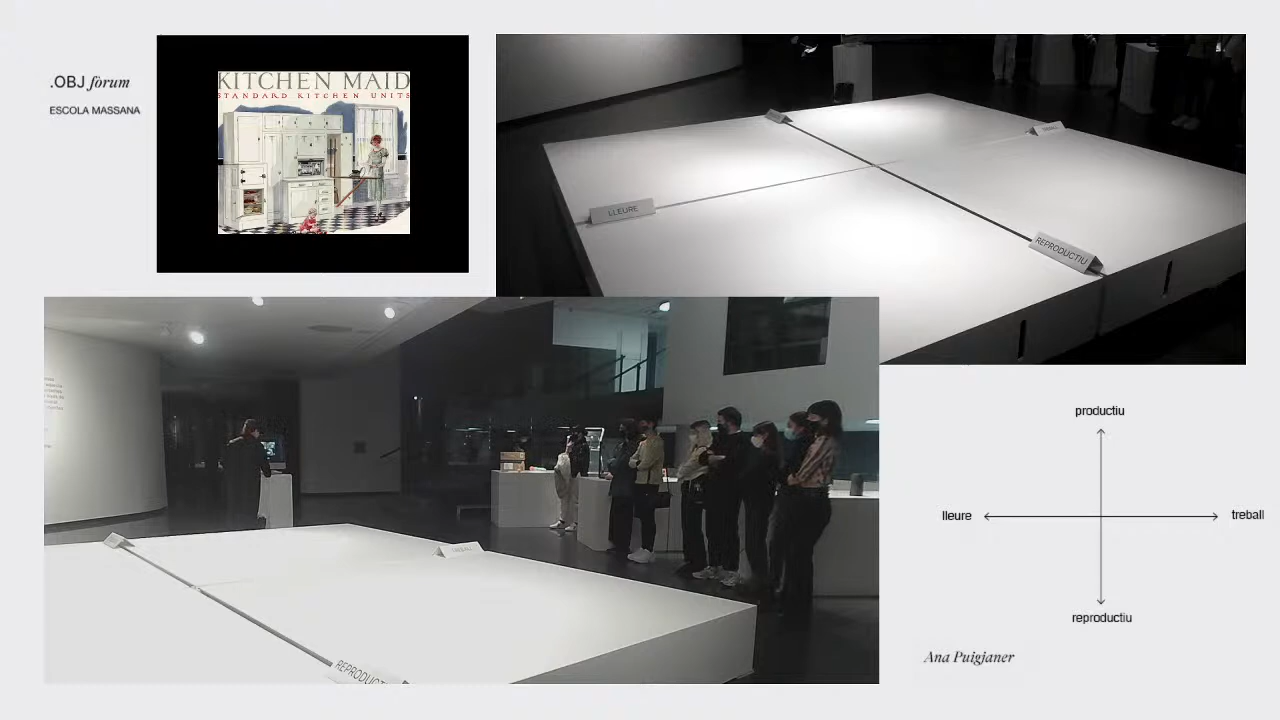 .OBJ fòrum
ESCOLA MASSANA
KITCHEN MAID
STANDARD KITCHEN UNITS
LLEURE
REPRODUCTIU
TREBALL
productiu
lleure
treball
reproductiu
Ana Puigjaner